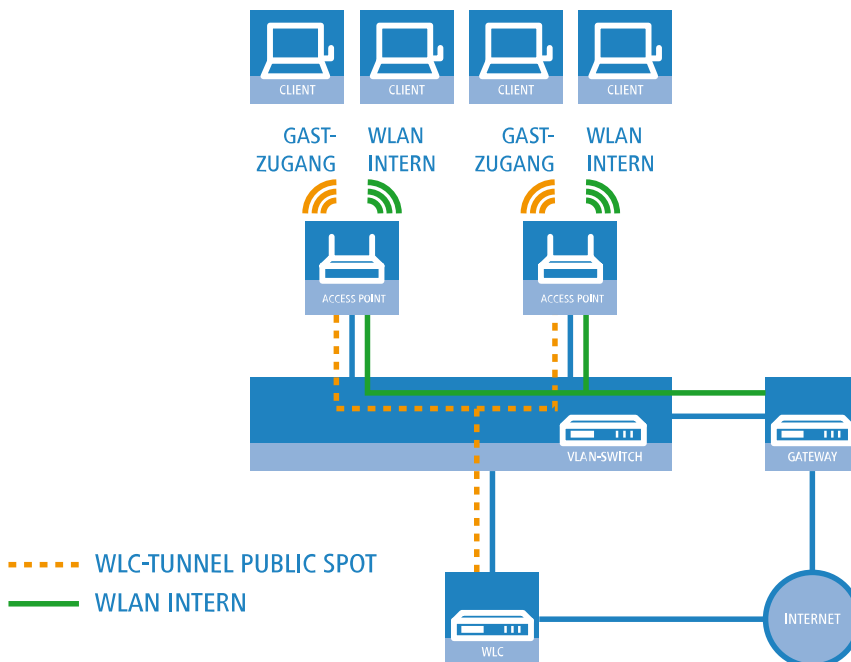 CLIENT
CLIENT
CLIENT
CLIENT
GAST-
ZUGANG
WLAN
INTERN
GAST-
ZUGANG
WLAN
INTERN
ACCESS POINT
ACCESS POINT
VLAN-SWITCH
GATEWAY
WLC-TUNNEL PUBLIC SPOT
WLAN INTERN
WLC
INTERNET